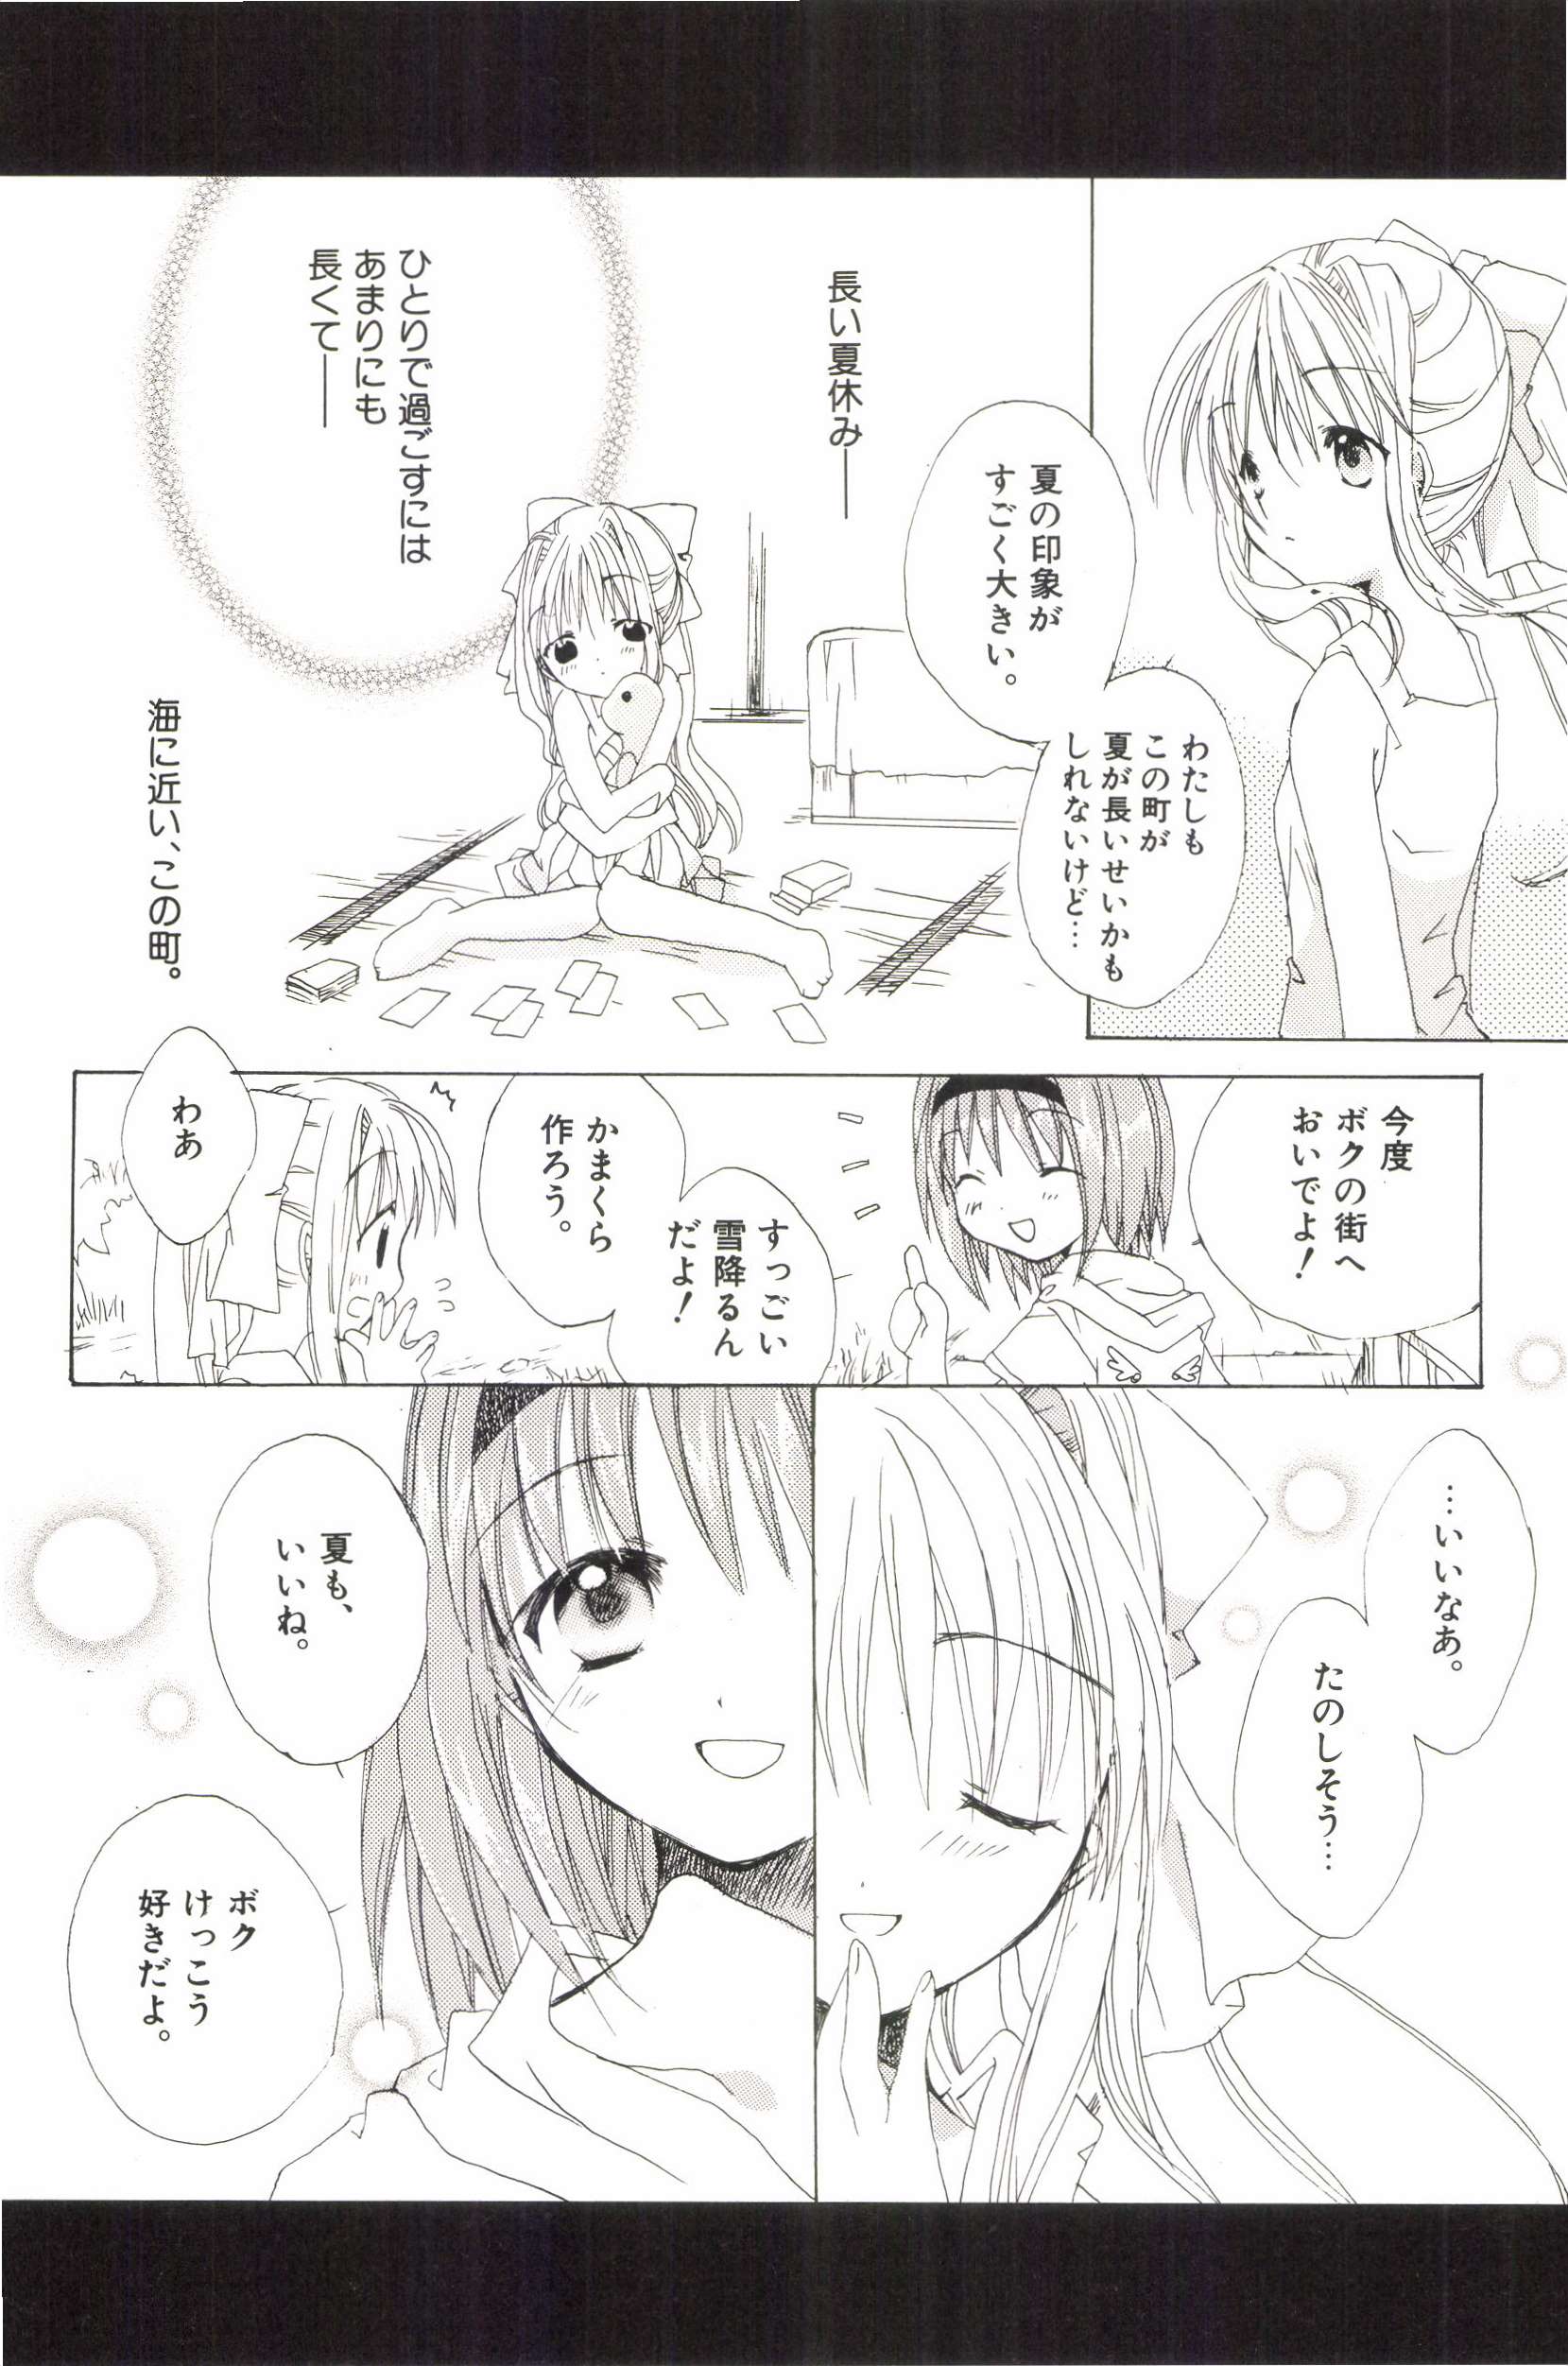 夏の印象が
すごく大きい。
わたしも
この町が
夏が長いせいかも
しれないけど…
長い夏休み――
ひとりで過ごすには
あまりにも
長くて――
海に近い、この町。
今度
ボクの街へ
おいでよ！
すっごい
雪降るん
だよ！
かまくら
作ろう。
わあ
…いいなあ。
たのしそう…
夏も、
いいね。
ボク
けっこう
好きだよ。